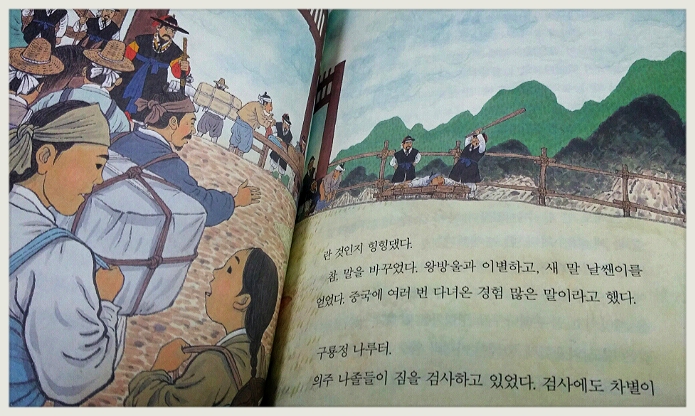 란 것인지 힝힝댔다.
참, 말을 바꾸었다. 왕방울과 이별하고, 새 말 날쌘이를
얻었다. 중국에 여러 번 다녀온 경험 많은 말이라고 했다.
구룡정 나루터.
의주 나졸들이 짐을 검사하고 있었다. 검사에도 차별이